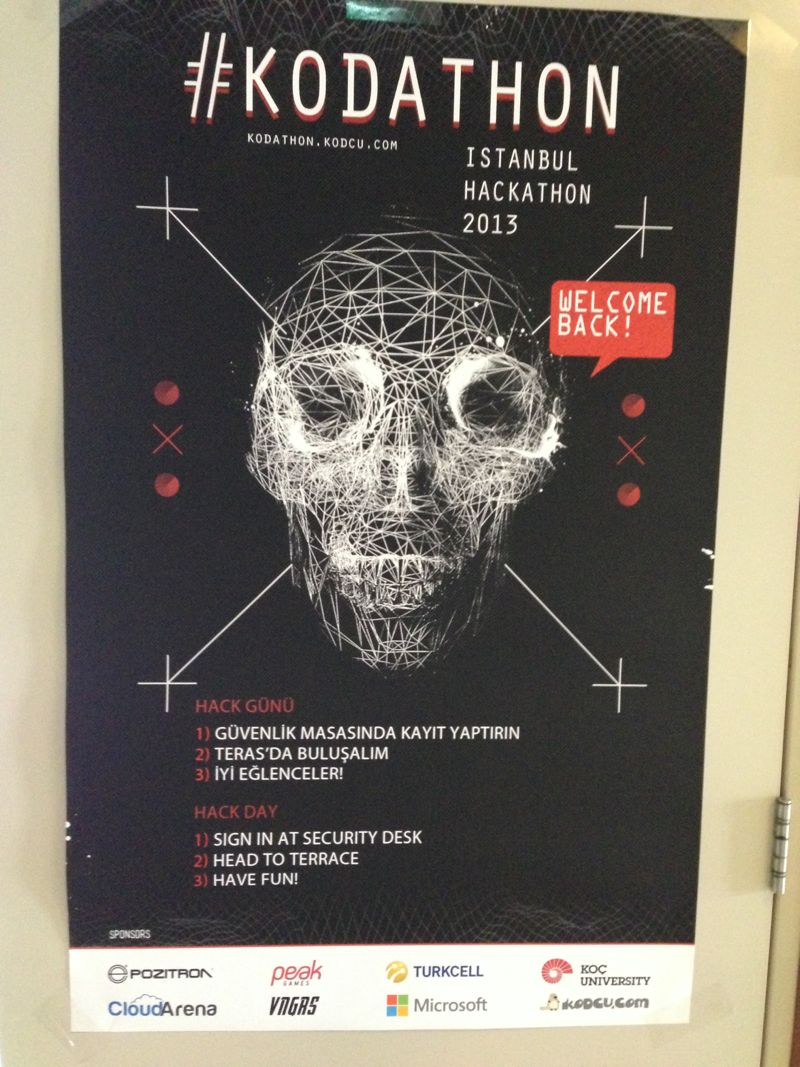 #KODATHON
KODATHON.KODCU.COM
ISTANBUL
HACKATHON
2013
WELCOME
BACK!
HACK GÜNÜ
1) GÜVENLİK MASASINDA KAYIT YAPTIRIN
2) TERAS'DA BULUŞALIM
3) İYİ EĞLENCELER!
HACK DAY
1) SIGN IN AT SECURITY DESK
2) HEAD TO TERRACE
3) HAVE FUN!
SPONSORS
POZITRON
peak
GAMES
TURKCELL
KOÇ
UNIVERSITY
CloudArena
VNGRS
Microsoft
KODCU.COM